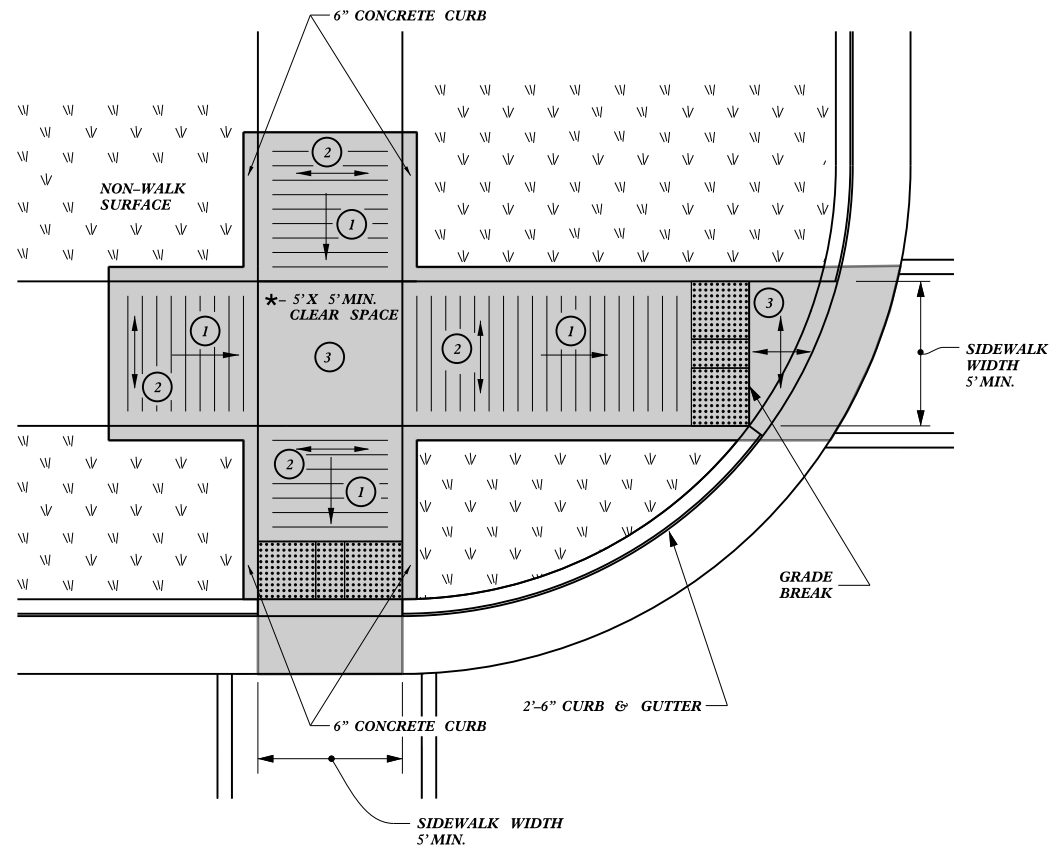 6” CONCRETE CURB
2
NON–WALK
SURFACE
1
*– 5’ X 5’ MIN.
CLEAR SPACE
3
1
2
1
3
2
2
3
SIDEWALK
WIDTH
5’ MIN.
2
1
GRADE
BREAK
2’–6” CURB & GUTTER
6” CONCRETE CURB
SIDEWALK WIDTH
5’ MIN.